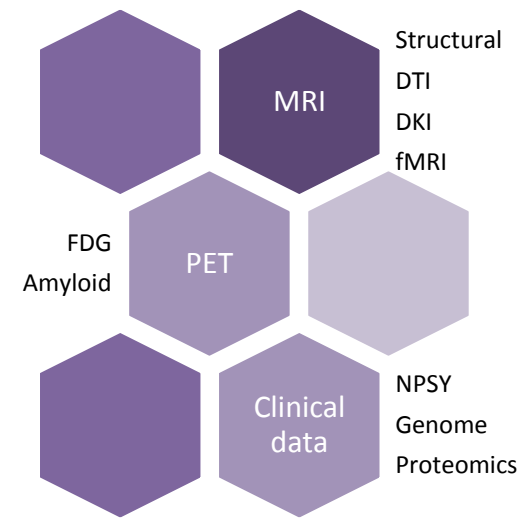 MRI
Structural
DTI
DKI
fMRI
FDG
Amyloid
PET
Clinical
data
NPSY
Genome
Proteomics